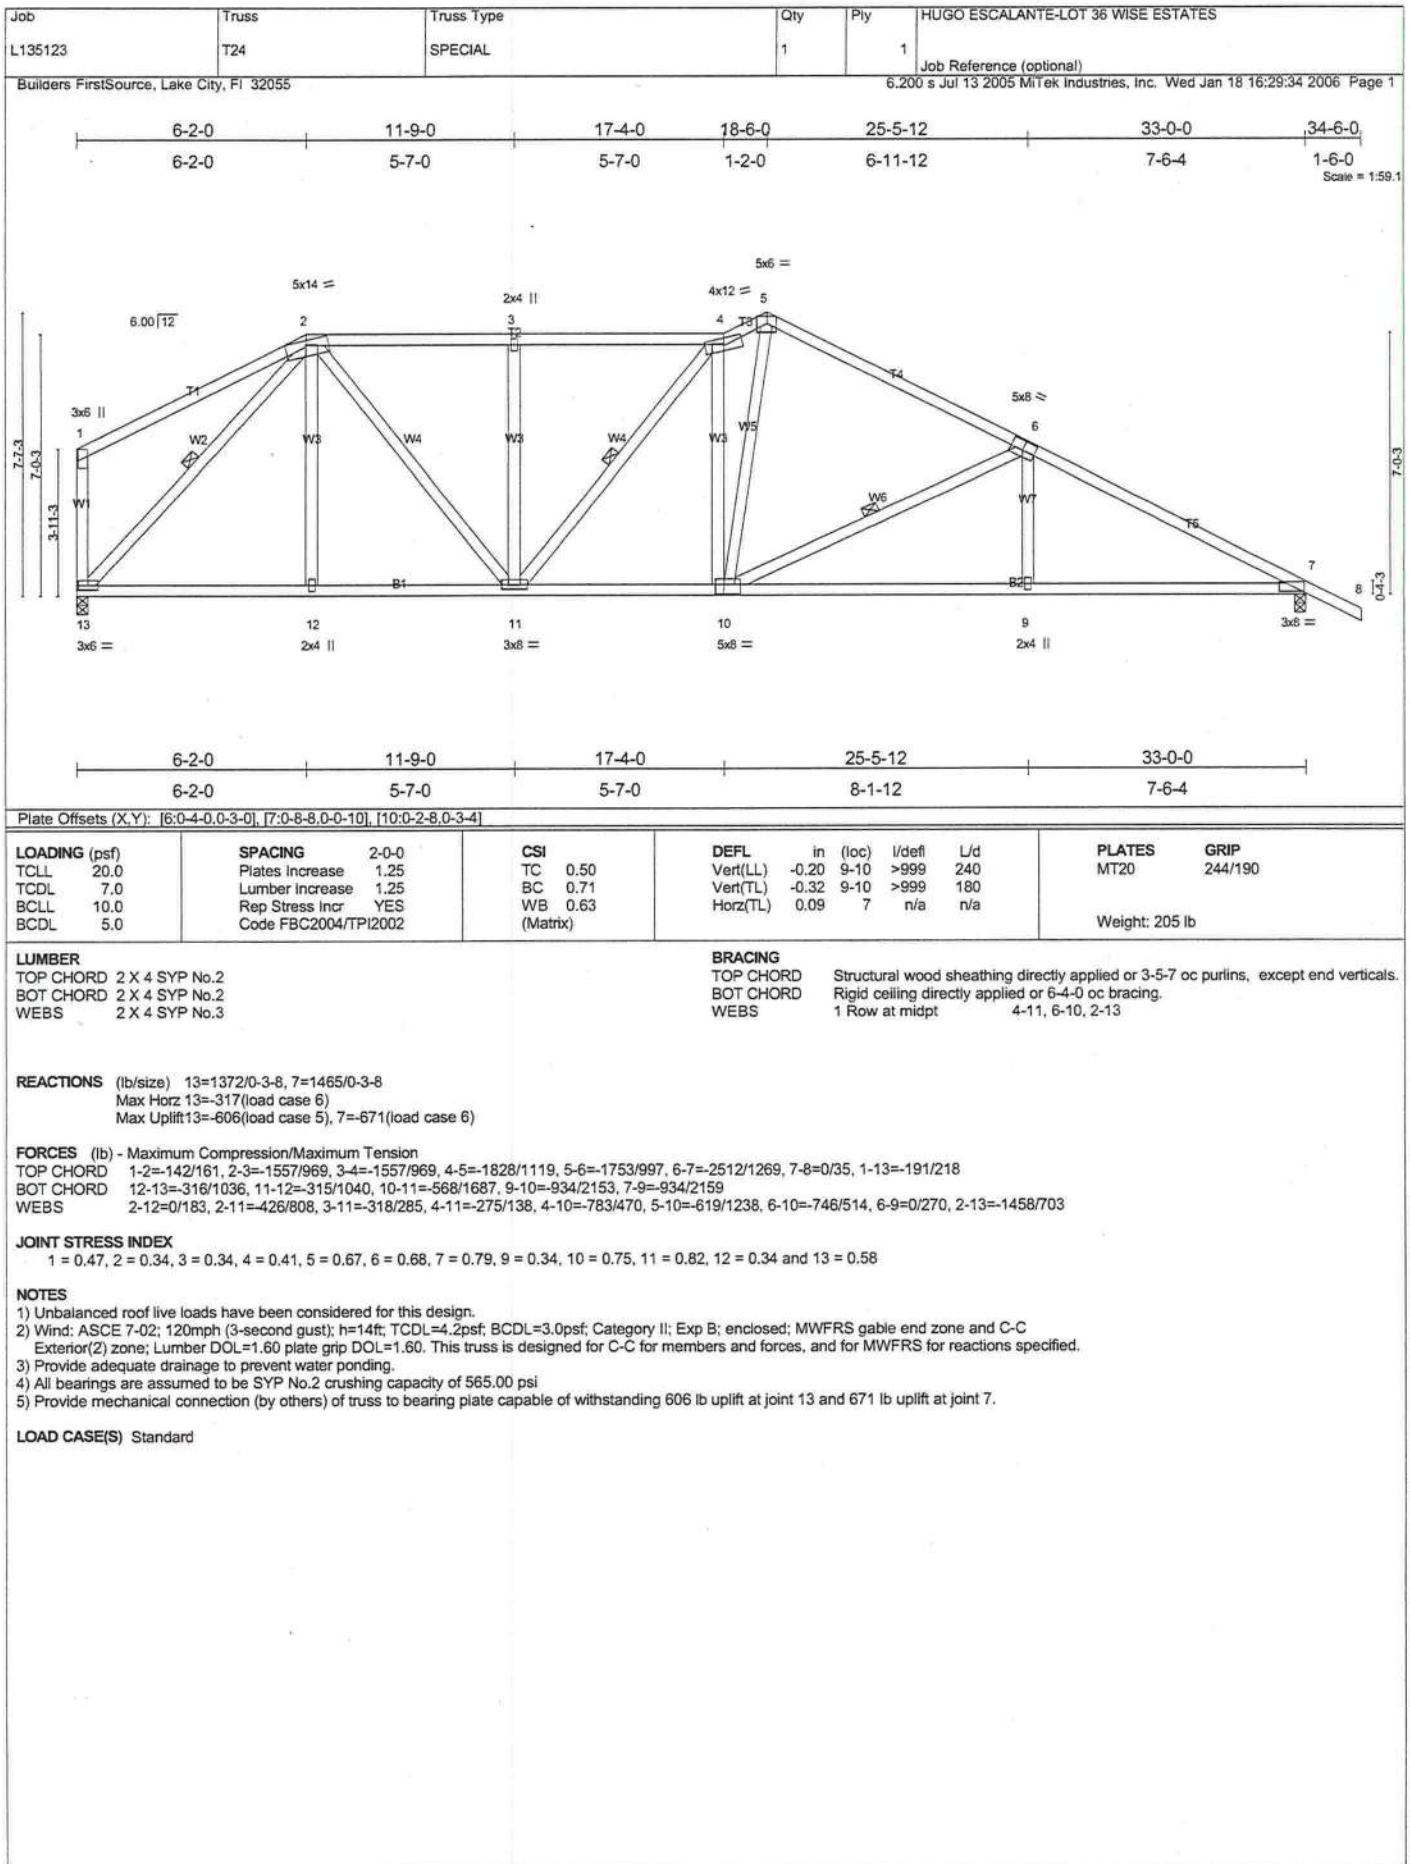 Job Truss Truss Type Qty Ply HUGO ESCALANTE-LOT 36 WISE ESTATES
L135123 T24 SPECIAL 1 1
Job Reference (optional)
Builders FirstSource, Lake City, Fl 32055 6.200 s Jul 13 2005 MiTek Industries, Inc. Wed Jan 18 16:29:34 2006 Page 1
6-2-0 11-9-0 17-4-0 18-6-0 25-5-12 33-0-0 34-6-0
6-2-0 5-7-0 5-7-0 1-2-0 6-11-12 7-6-4 1-6-0
Scale = 1:59.1
5x6 =
5x14 = 2x4 || 4x12 = 5
6.00 12 2 3 4 T3
T2
T1 T4
3x6 || 5x8 =
1 6
W2 W3 W4 W3 W4 W3 W5
7-7-3 7-0-3 3-11-3 7-0-3
W1 W6 W7 T5
7
B1 B2 8 0-4-3
13 12 11 10 9
3x6 = 2x4 || 3x8 = 5x8 = 2x4 || 3x8 =
6-2-0 11-9-0 17-4-0 25-5-12 33-0-0
6-2-0 5-7-0 5-7-0 8-1-12 7-6-4
Plate Offsets (X,Y): [6:0-4-0,0-3-0], [7:0-8-8,0-0-10], [10:0-2-8,0-3-4]
LOADING (psf) SPACING 2-0-0 CSI DEFL in (loc) l/defl L/d PLATES GRIP
TCLL 20.0 Plates Increase 1.25 TC 0.50 Vert(LL) -0.20 9-10 >999 240 MT20 244/190
TCDL 7.0 Lumber Increase 1.25 BC 0.71 Vert(TL) -0.32 9-10 >999 180
BCLL 10.0 Rep Stress Incr YES WB 0.63 Horz(TL) 0.09 7 n/a n/a
BCDL 5.0 Code FBC2004/TPI2002 (Matrix) Weight: 205 lb
LUMBER
TOP CHORD 2 X 4 SYP No.2
BOT CHORD 2 X 4 SYP No.2
WEBS 2 X 4 SYP No.3
BRACING
TOP CHORD Structural wood sheathing directly applied or 3-5-7 oc purlins, except end verticals.
BOT CHORD Rigid ceiling directly applied or 6-4-0 oc bracing.
WEBS 1 Row at midpt 4-11, 6-10, 2-13
REACTIONS (lb/size) 13=1372/0-3-8, 7=1465/0-3-8
Max Horz 13=-317(load case 6)
Max Uplift13=-606(load case 5), 7=-671(load case 6)
FORCES (lb) - Maximum Compression/Maximum Tension
TOP CHORD 1-2=-142/161, 2-3=-1557/969, 3-4=-1557/969, 4-5=-1828/1119, 5-6=-1753/997, 6-7=-2512/1269, 7-8=0/35, 1-13=-191/218
BOT CHORD 12-13=-316/1036, 11-12=-315/1040, 10-11=-568/1687, 9-10=-934/2153, 7-9=-934/2159
WEBS 2-12=0/183, 2-11=-426/808, 3-11=-318/285, 4-11=-275/138, 4-10=-783/470, 5-10=-619/1238, 6-10=-746/514, 6-9=0/270, 2-13=-1458/703
JOINT STRESS INDEX
1 = 0.47, 2 = 0.34, 3 = 0.34, 4 = 0.41, 5 = 0.67, 6 = 0.68, 7 = 0.79, 9 = 0.34, 10 = 0.75, 11 = 0.82, 12 = 0.34 and 13 = 0.58
NOTES
1) Unbalanced roof live loads have been considered for this design.
2) Wind: ASCE 7-02; 120mph (3-second gust); h=14ft; TCDL=4.2psf; BCDL=3.0psf; Category II; Exp B; enclosed; MWFRS gable end zone and C-C
Exterior(2) zone; Lumber DOL=1.60 plate grip DOL=1.60. This truss is designed for C-C for members and forces, and for MWFRS for reactions specified.
3) Provide adequate drainage to prevent water ponding.
4) All bearings are assumed to be SYP No.2 crushing capacity of 565.00 psi
5) Provide mechanical connection (by others) of truss to bearing plate capable of withstanding 606 lb uplift at joint 13 and 671 lb uplift at joint 7.
LOAD CASE(S) Standard